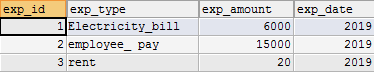 exp_id exp_type exp_amount exp_date
1 Electricity_bill 6000 2019
2 employee_ pay 15000 2019
3 rent 20 2019